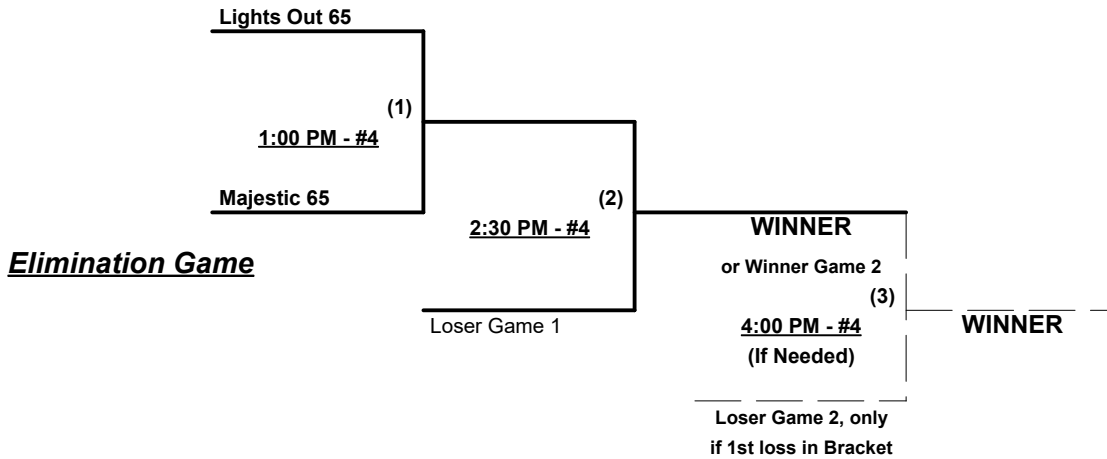 Lights Out 65
(1)
1:00 PM - #4
Majestic 65
(2)
2:30 PM - #4
WINNER
Elimination Game
or Winner Game 2
(3)
Loser Game 1
4:00 PM - #4
WINNER
(If Needed)
Loser Game 2, only
if 1st loss in Bracket